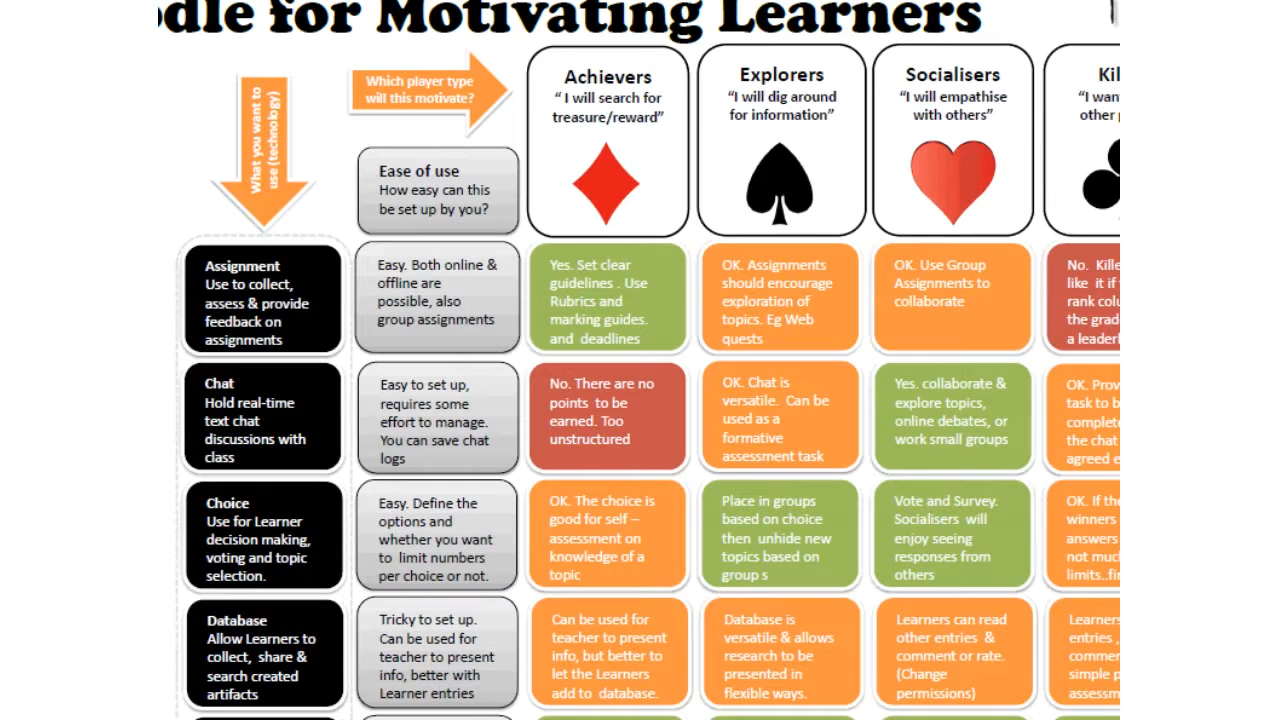 dle for Motivating Learners
What you want to
use (technology)
Which player type
will this motivate?
Ease of use
How easy can this
be set up by you?
Achievers
“ I will search for
treasure/reward”
Explorers
“I will dig around
for information”
Socialisers
“I will empathise
with others”
Kil
“I wan
other
Assignment
Use to collect,
assess & provide
feedback on
assignments
Easy. Both online &
offline are
possible, also
group assignments
Yes. Set clear
guidelines . Use
Rubrics and
marking guides.
and deadlines
OK. Assignments
should encourage
exploration of
topics. Eg Web
quests
OK. Use Group
Assignments to
collaborate
No. Kille
like it if
rank colu
the grad
a leaderl
Chat
Hold real-time
text chat
discussions with
class
Easy to set up,
requires some
effort to manage.
You can save chat
logs
No. There are no
points to be
earned. Too
unstructured
OK. Chat is
versatile. Can be
used as a
formative
assessment task
Yes. collaborate &
explore topics,
online debates, or
work small groups
OK. Prov
task to b
complet
the chat
agreed e
Choice
Use for Learner
decision making,
voting and topic
selection.
Easy. Define the
options and
whether you want
to limit numbers
per choice or not.
OK. The choice is
good for self –
assessment on
knowledge of a
topic
Place in groups
based on choice
then unhide new
topics based on
group s
Vote and Survey.
Socialisers will
enjoy seeing
responses from
others
OK. If the
winners
answers
not mucl
limits..fi
Database
Allow Learners to
collect, share &
search created
artifacts
Tricky to set up.
Can be used for
teacher to present
info, better with
Learner entries
Can be used for
teacher to present
info, but better to
let the Learners
add to database.
Database is
versatile & allows
research to be
presented in
flexible ways.
Learners can read
other entries &
comment or rate.
(Change
permissions)
Learners
entries ,
commer
simple p
assessm